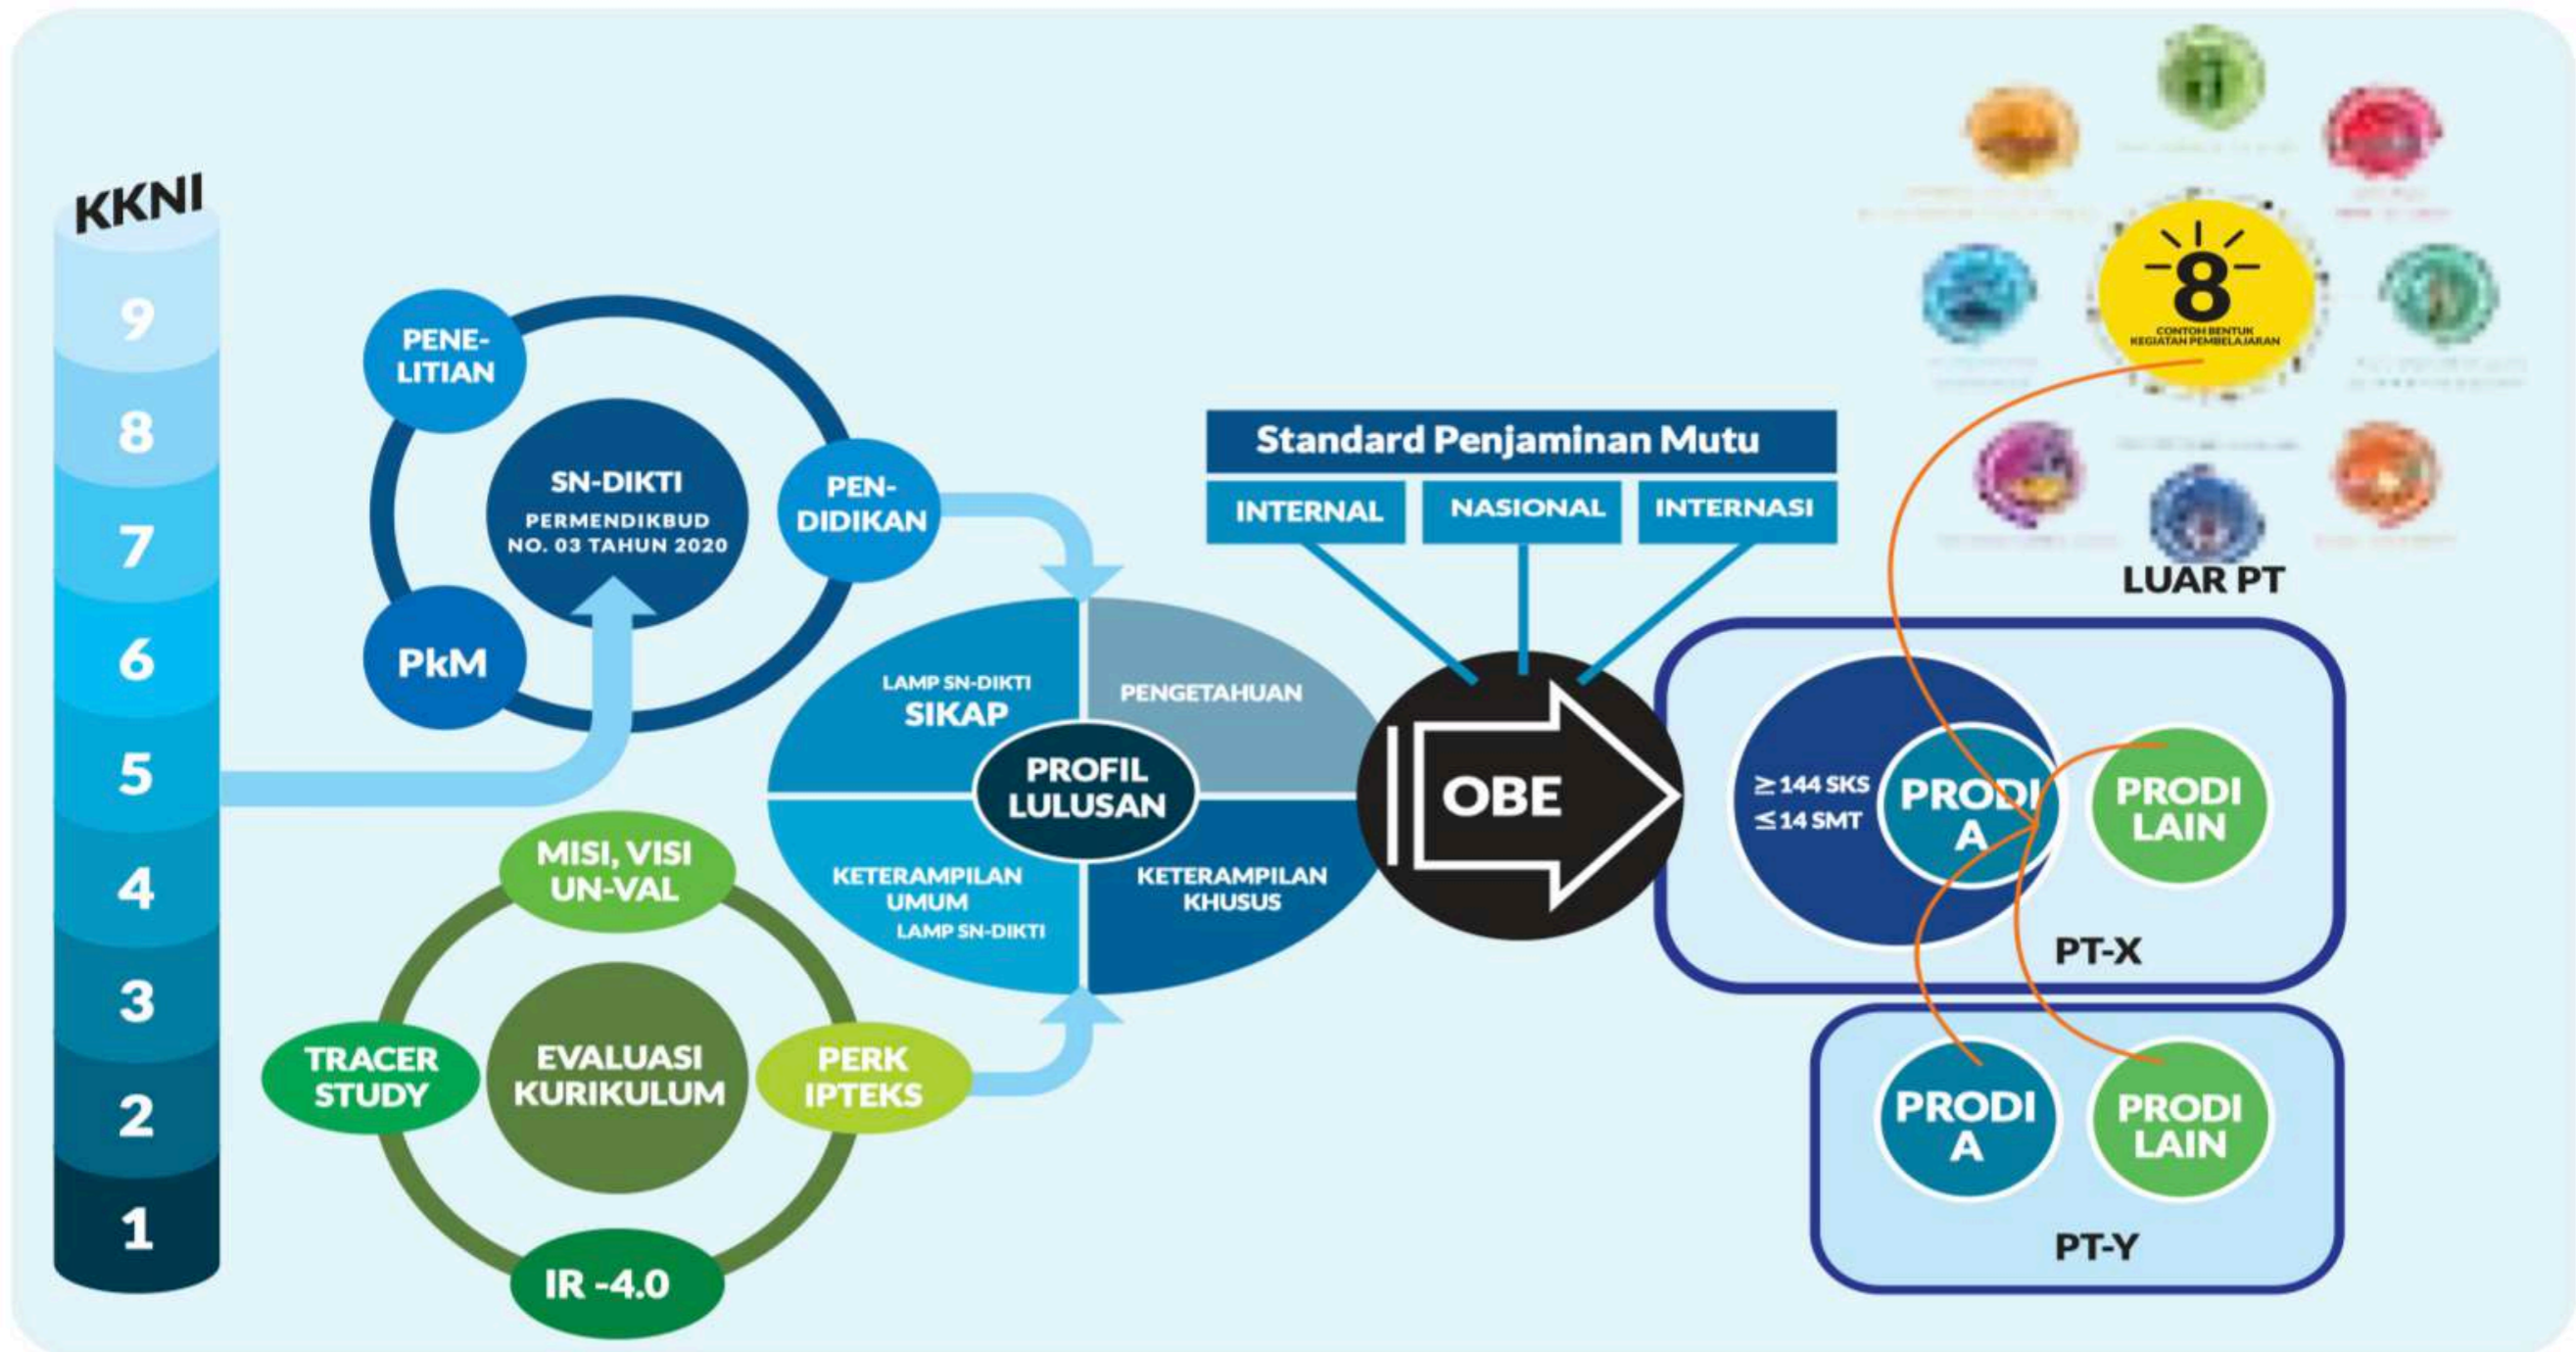 KKNI
9
8
7
6
5
4
3
2
1
PENE-
LITIAN
SN-DIKTI
PERMENDIKBUD
NO. 03 TAHUN 2020
PEN-
DIDIKAN
PkM
MISI, VISI
UN-VAL
TRACER
STUDY
EVALUASI
KURIKULUM
PERK
IPTEKS
IR -4.0
LAMP SN-DIKTI
SIKAP
PENGETAHUAN
PROFIL
LULUSAN
KETERAMPILAN
UMUM
LAMP SN-DIKTI
KETERAMPILAN
KHUSUS
Standard Penjaminan Mutu
INTERNAL
NASIONAL
INTERNASI
OBE
8
CONTOH BENTUK
KEGIATAN PEMBELAJARAN
LUAR PT
≥ 144 SKS
≤ 14 SMT
PRODI
A
PRODI
LAIN
PT-X
PRODI
A
PRODI
LAIN
PT-Y